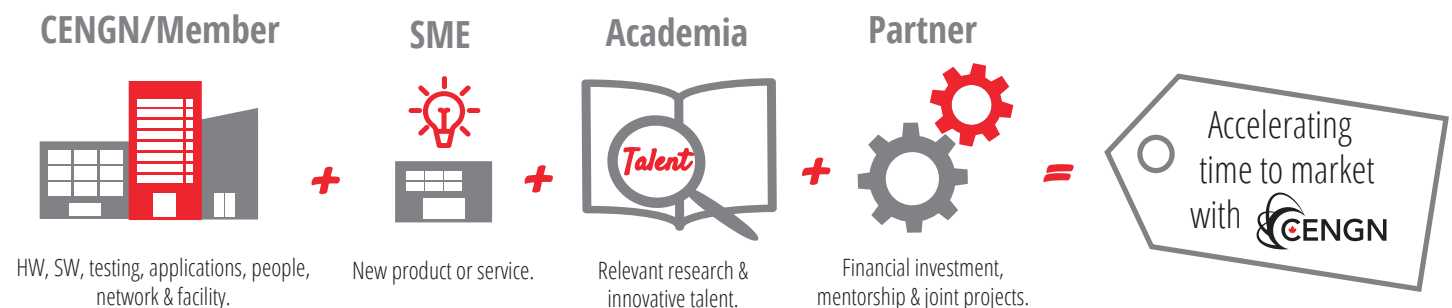 CENGN/Member
SME
Academia
Partner
+
+
Talent
+
=
Accelerating
time to market
with CENGN
HW, SW, testing, applications, people,
network & facility.
New product or service.
Relevant research &
innovative talent.
Financial investment,
mentorship & joint projects.